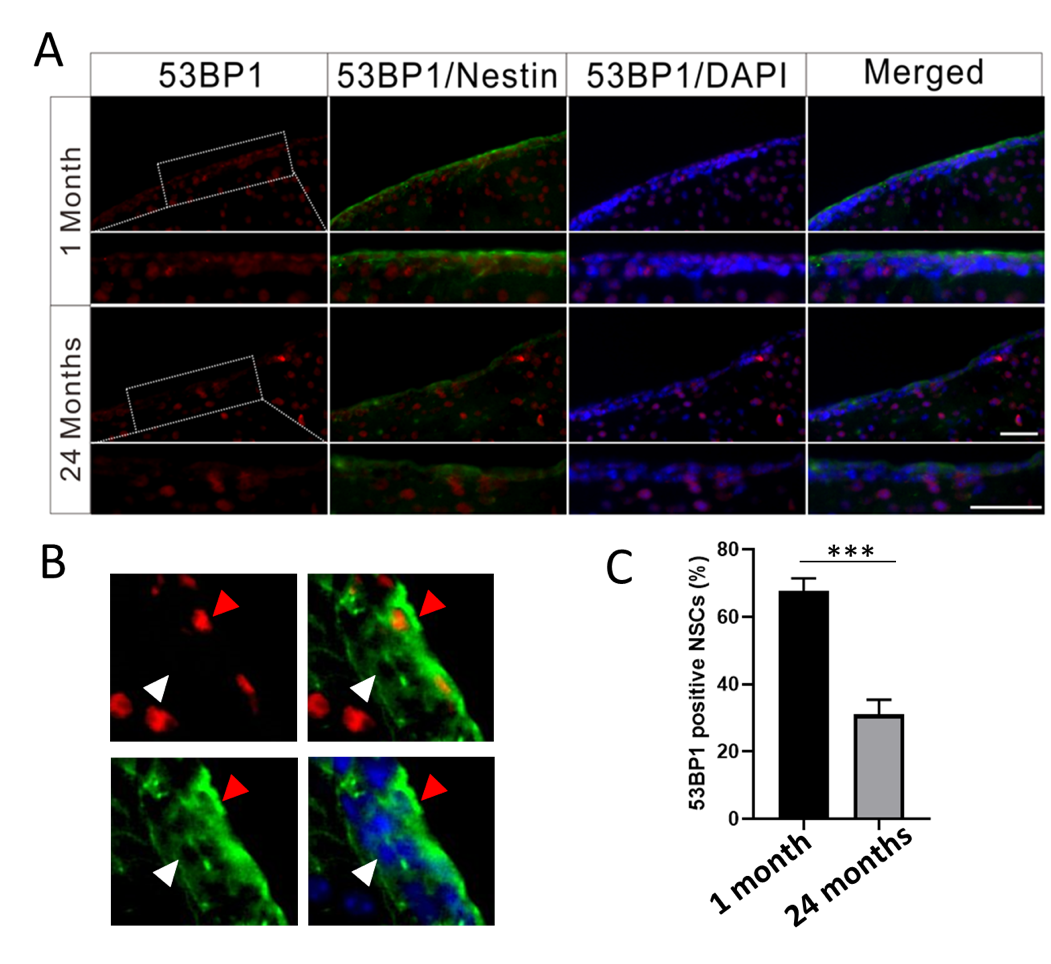 A
53BP1
53BP1/Nestin
53BP1/DAPI
Merged
1 Month
24 Months
B
C
53BP1 positive NSCs (%)
80
60
40
20
0
***
1 month
24 months